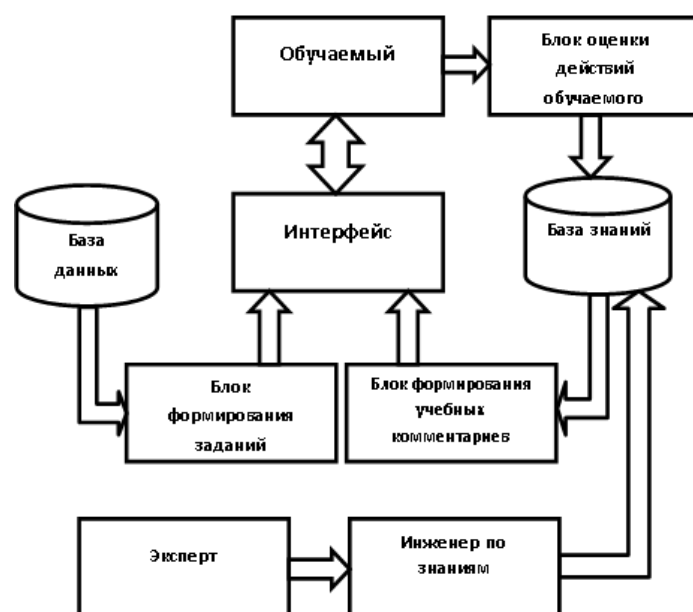 Обучаемый
Блок оценки
действий
обучаемого
База
данных
Интерфейс
База знаний
Блок
формирования
заданий
Блок формирования
учебных
комментариев
Эксперт
Инженер по
знаниям